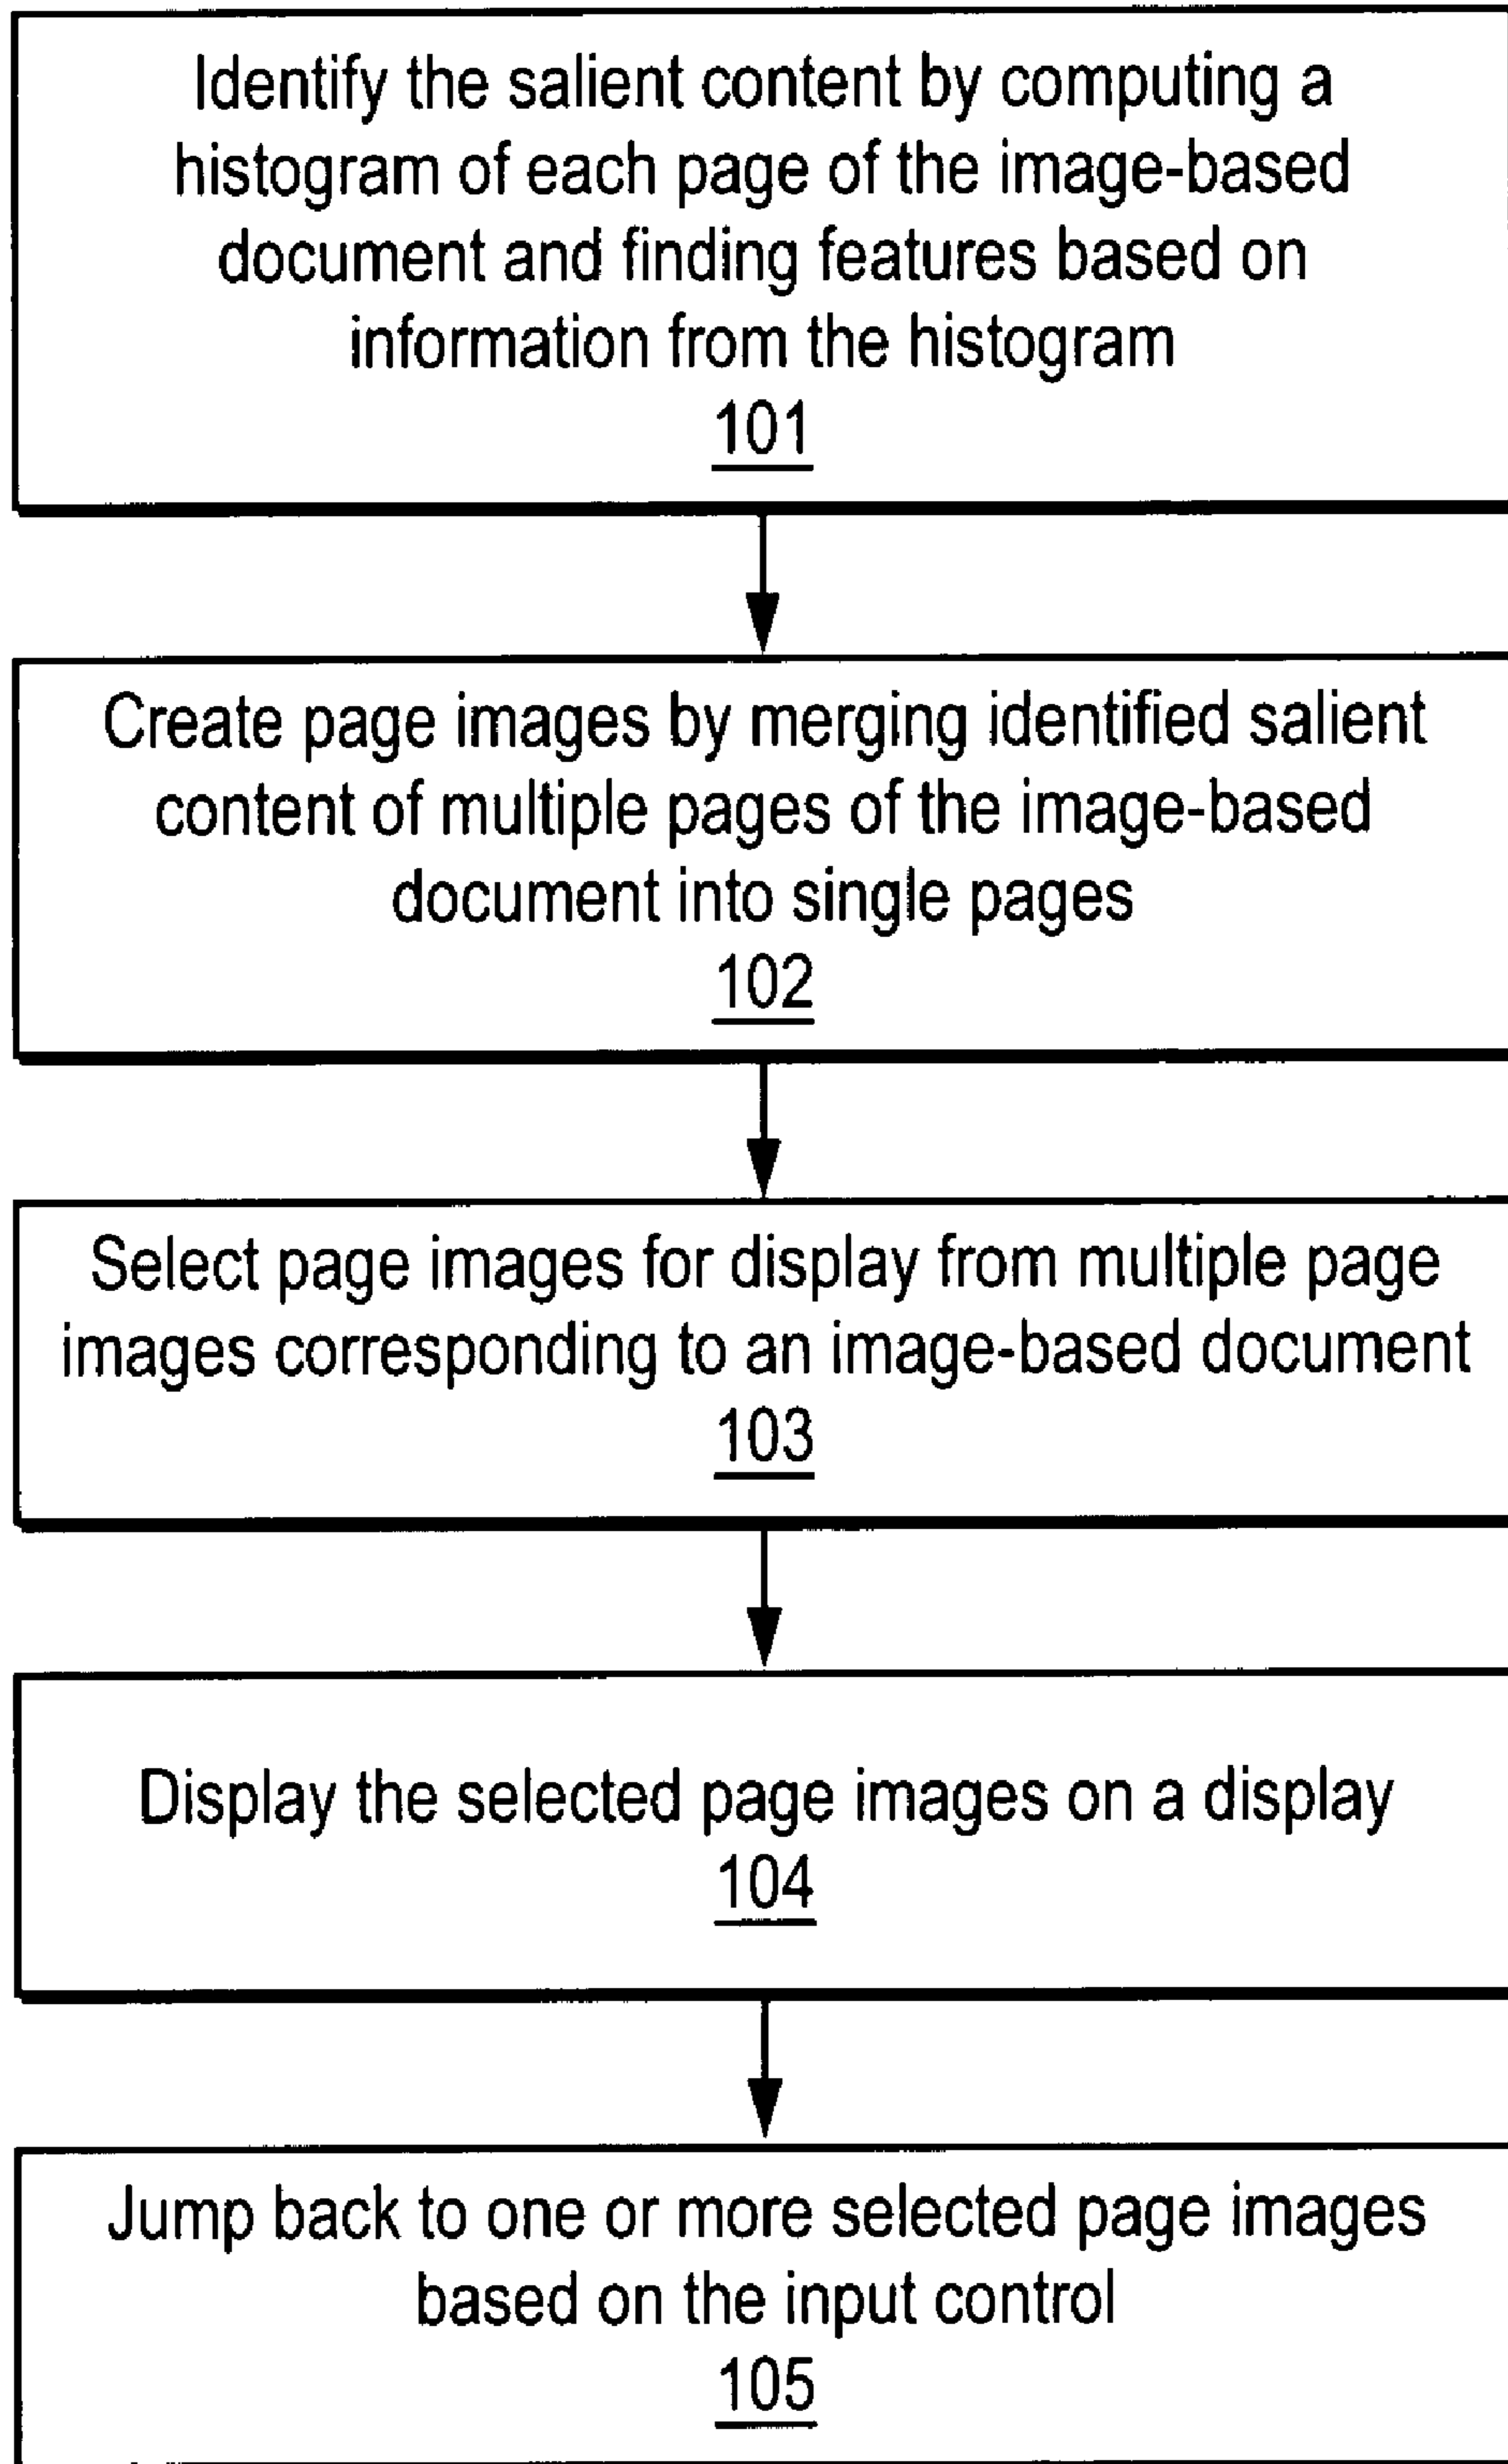 Identify the salient content by computing a
histogram of each page of the image-based
document and finding features based on
information from the histogram
101
Create page images by merging identified salient
content of multiple pages of the image-based
document into single pages
102
Select page images for display from multiple page
images corresponding to an image-based document
103
Display the selected page images on a display
104
Jump back to one or more selected page images
based on the input control
105